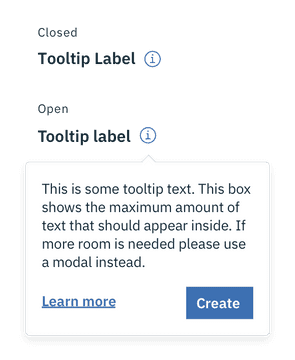 Closed
Tooltip Label
Open
Tooltip label
This is some tooltip text. This box
shows the maximum amount of
text that should appear inside. If
more room is needed please use
a modal instead.
Learn more
Create